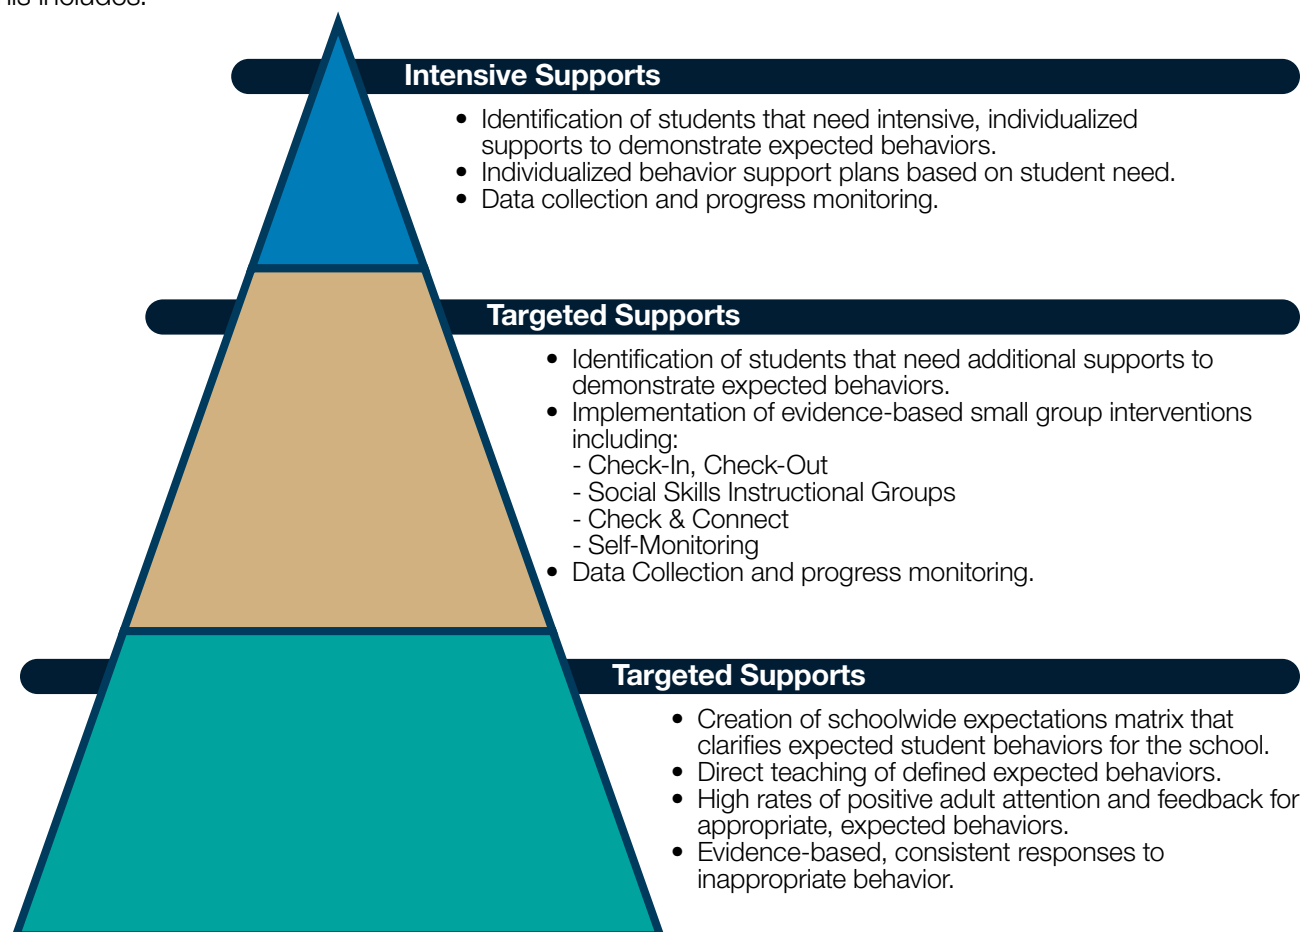 includes:
Intensive Supports
• Identification of students that need intensive, individualized
supports to demonstrate expected behaviors.
• Individualized behavior support plans based on student need.
• Data collection and progress monitoring.
Targeted Supports
• Identification of students that need additional supports to
demonstrate expected behaviors.
• Implementation of evidence-based small group interventions
including:
- Check-In, Check-Out
- Social Skills Instructional Groups
- Check & Connect
- Self-Monitoring
• Data Collection and progress monitoring.
Targeted Supports
• Creation of schoolwide expectations matrix that
clarifies expected student behaviors for the school.
• Direct teaching of defined expected behaviors.
• High rates of positive adult attention and feedback for
appropriate, expected behaviors.
• Evidence-based, consistent responses to
inappropriate behavior.